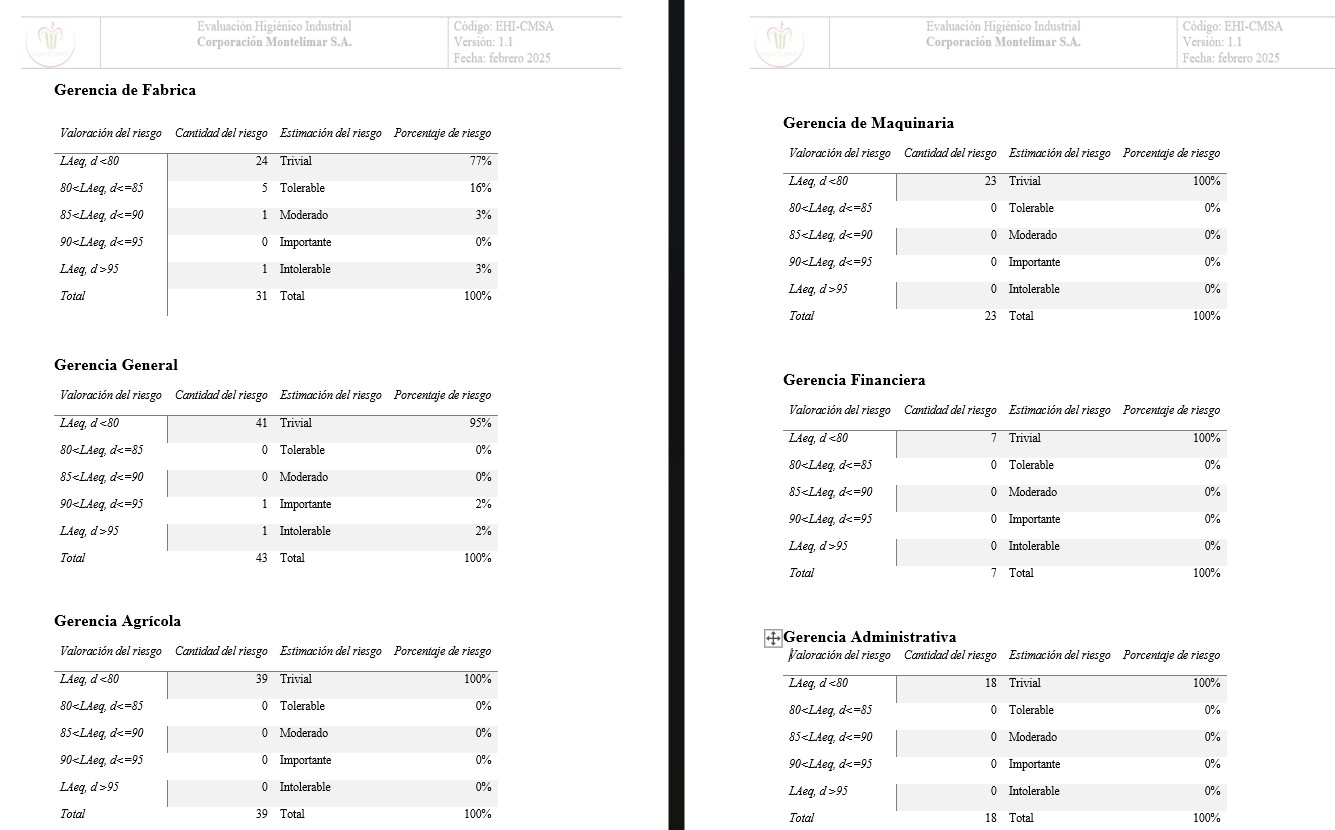 Evaluación Higiénico Industrial
Corporación Montelimar S.A.
Código: EHI-CMSA
Versión: 1.1
Fecha: febrero 2025
Gerencia de Fabrica
Valoración del riesgo Cantidad del riesgo Estimación del riesgo Porcentaje de riesgo
LAeq, d <80 24 Trivial 77%
80<LAeq, d<=85 5 Tolerable 16%
85<LAeq, d<=90 1 Moderado 3%
90<LAeq, d<=95 0 Importante 0%
LAeq, d >95 1 Intolerable 3%
Total 31 Total 100%
Gerencia General
Valoración del riesgo Cantidad del riesgo Estimación del riesgo Porcentaje de riesgo
LAeq, d <80 41 Trivial 95%
80<LAeq, d<=85 0 Tolerable 0%
85<LAeq, d<=90 0 Moderado 0%
90<LAeq, d<=95 1 Importante 2%
LAeq, d >95 1 Intolerable 2%
Total 43 Total 100%
Gerencia Agrícola
Valoración del riesgo Cantidad del riesgo Estimación del riesgo Porcentaje de riesgo
LAeq, d <80 39 Trivial 100%
80<LAeq, d<=85 0 Tolerable 0%
85<LAeq, d<=90 0 Moderado 0%
90<LAeq, d<=95 0 Importante 0%
LAeq, d >95 0 Intolerable 0%
Total 39 Total 100%
Evaluación Higiénico Industrial
Corporación Montelimar S.A.
Código: EHI-CMSA
Versión: 1.1
Fecha: febrero 2025
Gerencia de Maquinaria
Valoración del riesgo Cantidad del riesgo Estimación del riesgo Porcentaje de riesgo
LAeq, d <80 23 Trivial 100%
80<LAeq, d<=85 0 Tolerable 0%
85<LAeq, d<=90 0 Moderado 0%
90<LAeq, d<=95 0 Importante 0%
LAeq, d >95 0 Intolerable 0%
Total 23 Total 100%
Gerencia Financiera
Valoración del riesgo Cantidad del riesgo Estimación del riesgo Porcentaje de riesgo
LAeq, d <80 7 Trivial 100%
80<LAeq, d<=85 0 Tolerable 0%
85<LAeq, d<=90 0 Moderado 0%
90<LAeq, d<=95 0 Importante 0%
LAeq, d >95 0 Intolerable 0%
Total 7 Total 100%
Gerencia Administrativa
Valoración del riesgo Cantidad del riesgo Estimación del riesgo Porcentaje de riesgo
LAeq, d <80 18 Trivial 100%
80<LAeq, d<=85 0 Tolerable 0%
85<LAeq, d<=90 0 Moderado 0%
90<LAeq, d<=95 0 Importante 0%
LAeq, d >95 0 Intolerable 0%
Total 18 Total 100%